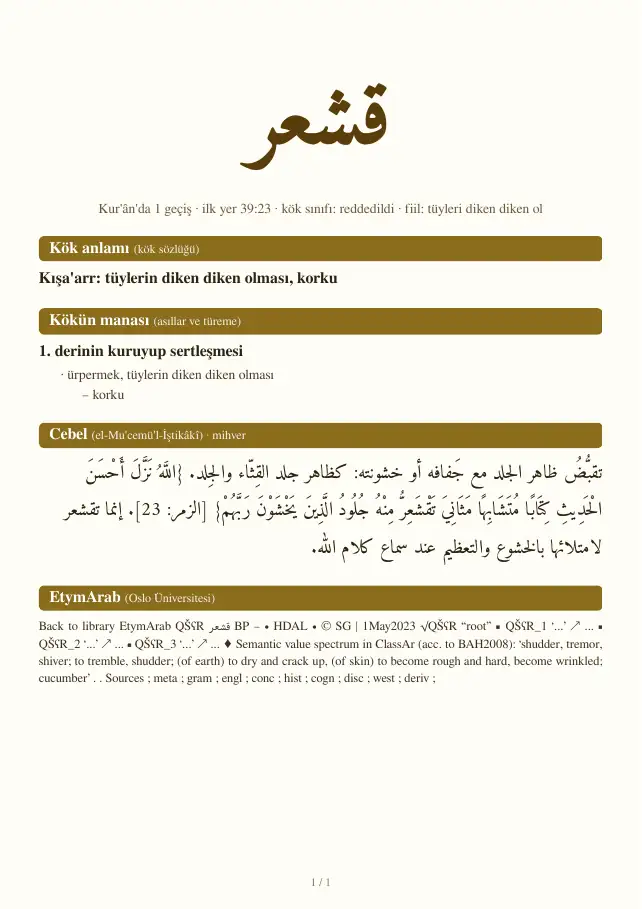 قشعر
Kur'ân'da 1 geçiş · ilk yer 39:23 · kök sınıfı: reddedildi · fiil: tüyleri diken diken ol
Kök anlamı (kök sözlüğü)
Kışa'arr: tüylerin diken diken olması, korku
Kökün manası (asıllar ve türeme)
1. derinin kuruyup sertleşmesi
· ürpermek, tüylerin diken diken olması
– korku
Cebel (el-Mu'cemü'l-İştikâkî) · mihver
تقبُّضُ ظاهر الجلد مع جَفافه أو خشونته: كظاهر جلد القِثّاء والجِلد. {اللَّهُ نَزَّلَ أَحْسَنَ
الْحَدِيثِ كِتَابًا مُتَشَابِهًا مَثَانِيَ تَقْشَعِرُّ مِنْهُ جُلُودُ الَّذِينَ يَخْشَوْنَ رَبَّهُمْ} [الزمر: 23]. إنما تقشعر
لامتلائها بالخشوع والتعظيم عند سماع كلام الله.
EtymArab (Oslo Üniversitesi)
Back to library EtymArab QŠʕR قشعر BP – • HDAL • © SG | 1May2023 √QŠʕR “root” ▪ QŠʕR_1 ‘...’ ↗ ... ▪
QŠʕR_2 ‘...’ ↗ ... ▪ QŠʕR_3 ‘...’ ↗ ... ♦ Semantic value spectrum in ClassAr (acc. to BAH2008): ‘shudder, tremor,
shiver; to tremble, shudder; (of earth) to dry and crack up, (of skin) to become rough and hard, become wrinkled;
cucumber’ . . Sources ; meta ; gram ; engl ; conc ; hist ; cogn ; disc ; west ; deriv ;
1 / 1